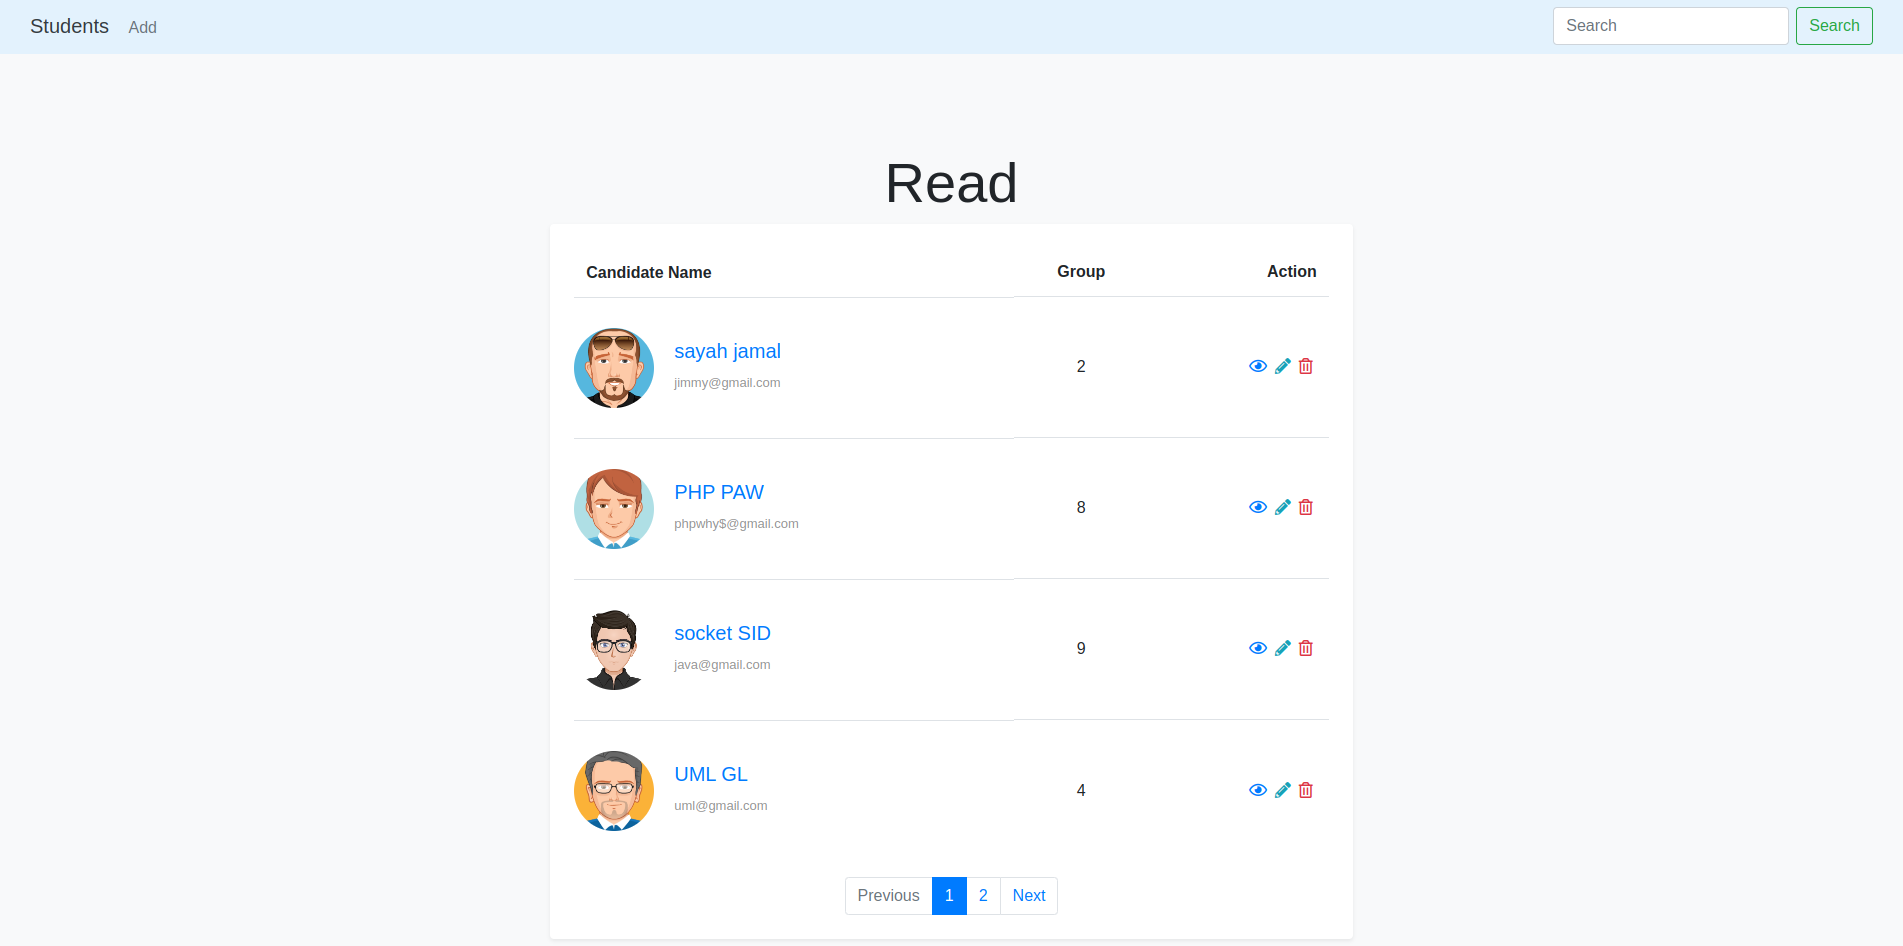 Students Add Search Search
Read
Candidate Name Group Action
sayah jamal
jimmy@gmail.com
2
PHP PAW
phpwhy$@gmail.com
8
socket SID
java@gmail.com
9
UML GL
uml@gmail.com
4
Previous 1 2 Next